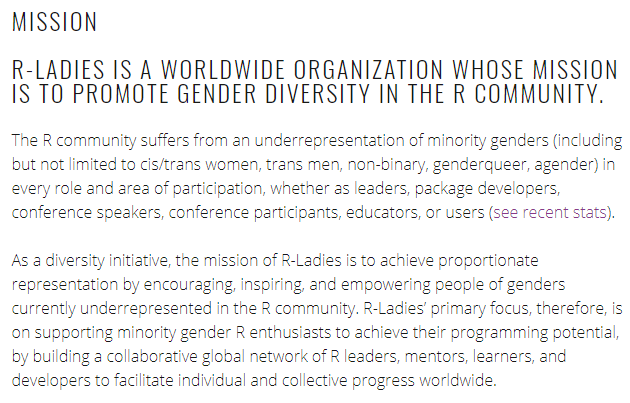 MISSION
R-LADIES IS A WORLDWIDE ORGANIZATION WHOSE MISSION
IS TO PROMOTE GENDER DIVERSITY IN THE R COMMUNITY.
The R community suffers from an underrepresentation of minority genders (including
but not limited to cis/trans women, trans men, non-binary, genderqueer, agender) in
every role and area of participation, whether as leaders, package developers,
conference speakers, conference participants, educators, or users (see recent stats).
As a diversity initiative, the mission of R-Ladies is to achieve proportionate
representation by encouraging, inspiring, and empowering people of genders
currently underrepresented in the R community. R-Ladies’ primary focus, therefore, is
on supporting minority gender R enthusiasts to achieve their programming potential,
by building a collaborative global network of R leaders, mentors, learners, and
developers to facilitate individual and collective progress worldwide.